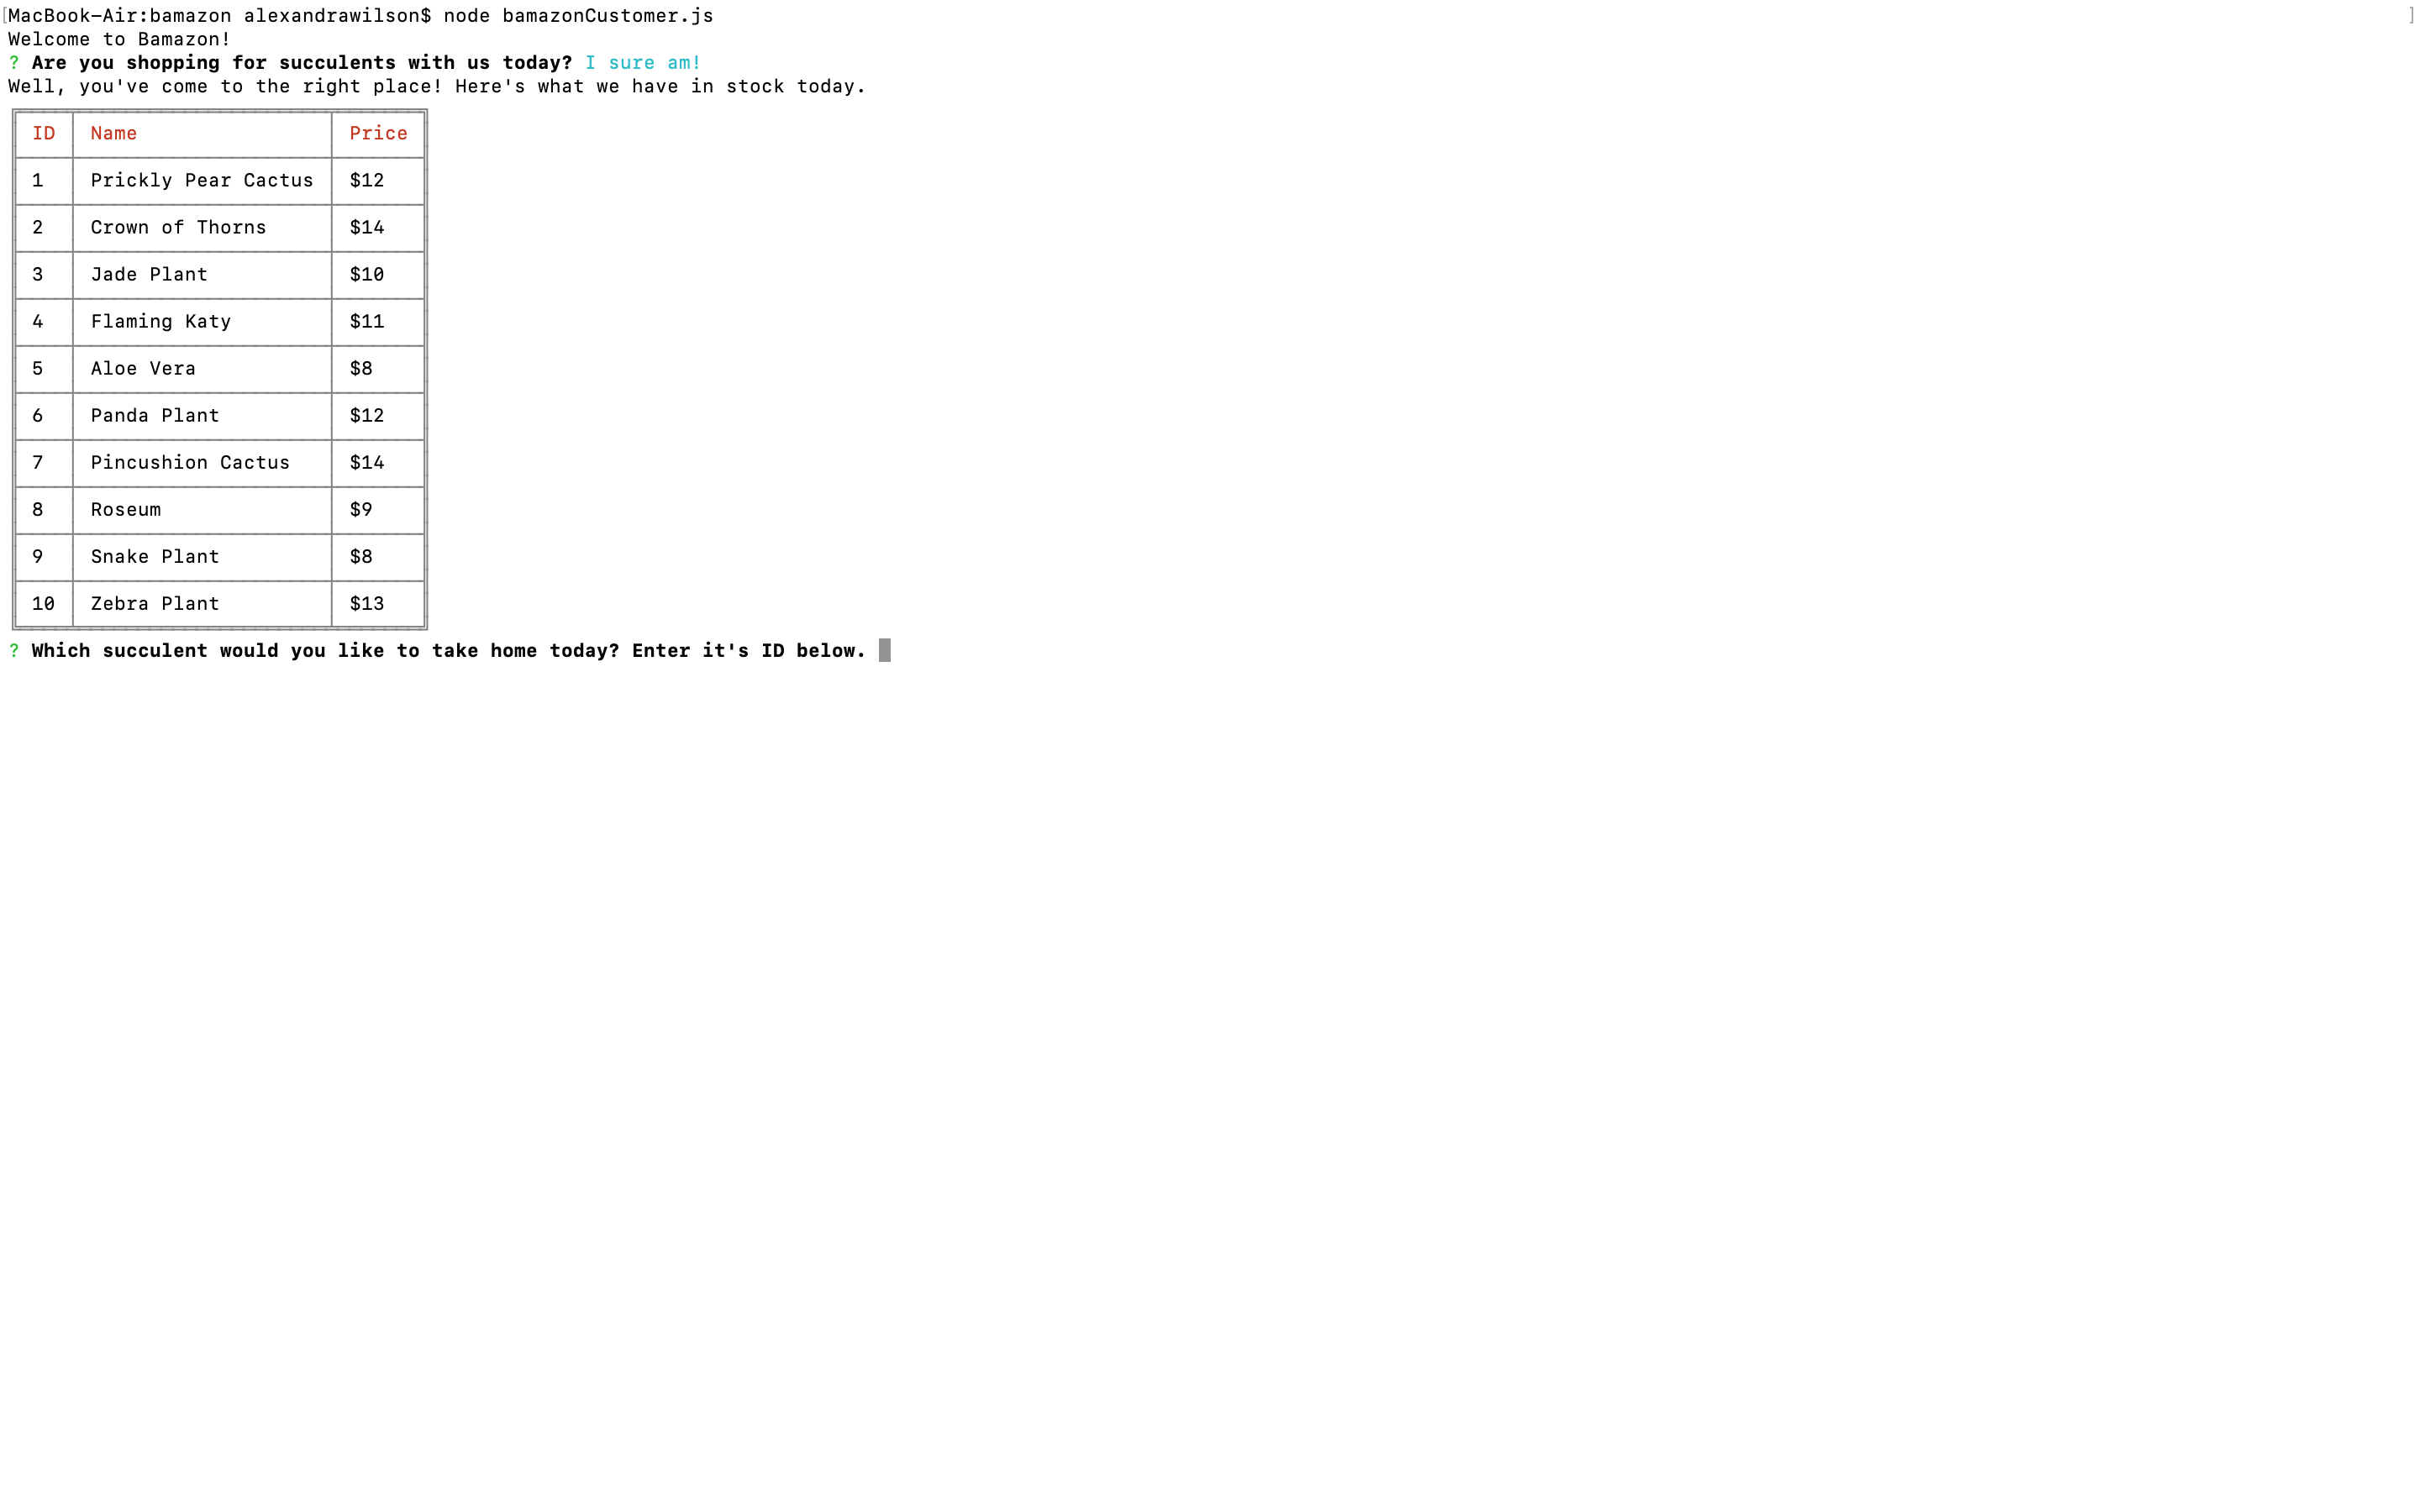 [MacBook-Air:bamazon alexandrawilson$ node bamazonCustomer.js ]
Welcome to Bamazon!
? Are you shopping for succulents with us today? I sure am!
Well, you've come to the right place! Here's what we have in stock today.
ID Name Price
1 Prickly Pear Cactus $12
2 Crown of Thorns $14
3 Jade Plant $10
4 Flaming Katy $11
5 Aloe Vera $8
6 Panda Plant $12
7 Pincushion Cactus $14
8 Roseum $9
9 Snake Plant $8
10 Zebra Plant $13
? Which succulent would you like to take home today? Enter it's ID below.